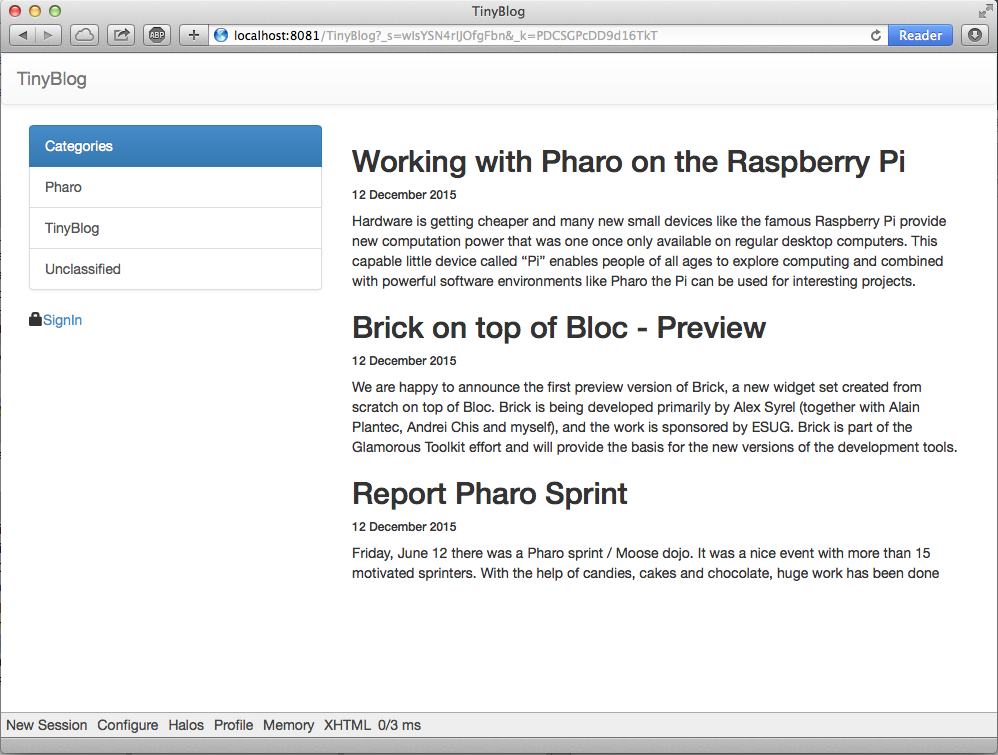 TinyBlog
ABP
+
localhost:8081/TinyBlog?_s=wIsYSN4rlJOfgFbn&_k=PDCSGPcDD9d16TkT
Reader
TinyBlog
Categories
Pharo
TinyBlog
Unclassified
SignIn
Working with Pharo on the Raspberry Pi
12 December 2015
Hardware is getting cheaper and many new small devices like the famous Raspberry Pi provide
new computation power that was one once only available on regular desktop computers. This
capable little device called “Pi” enables people of all ages to explore computing and combined
with powerful software environments like Pharo the Pi can be used for interesting projects.
Brick on top of Bloc - Preview
12 December 2015
We are happy to announce the first preview version of Brick, a new widget set created from
scratch on top of Bloc. Brick is being developed primarily by Alex Syrel (together with Alain
Plantec, Andrei Chis and myself), and the work is sponsored by ESUG. Brick is part of the
Glamorous Toolkit effort and will provide the basis for the new versions of the development tools.
Report Pharo Sprint
12 December 2015
Friday, June 12 there was a Pharo sprint / Moose dojo. It was a nice event with more than 15
motivated sprinters. With the help of candies, cakes and chocolate, huge work has been done
New Session Configure Halos Profile Memory XHTML 0/3 ms